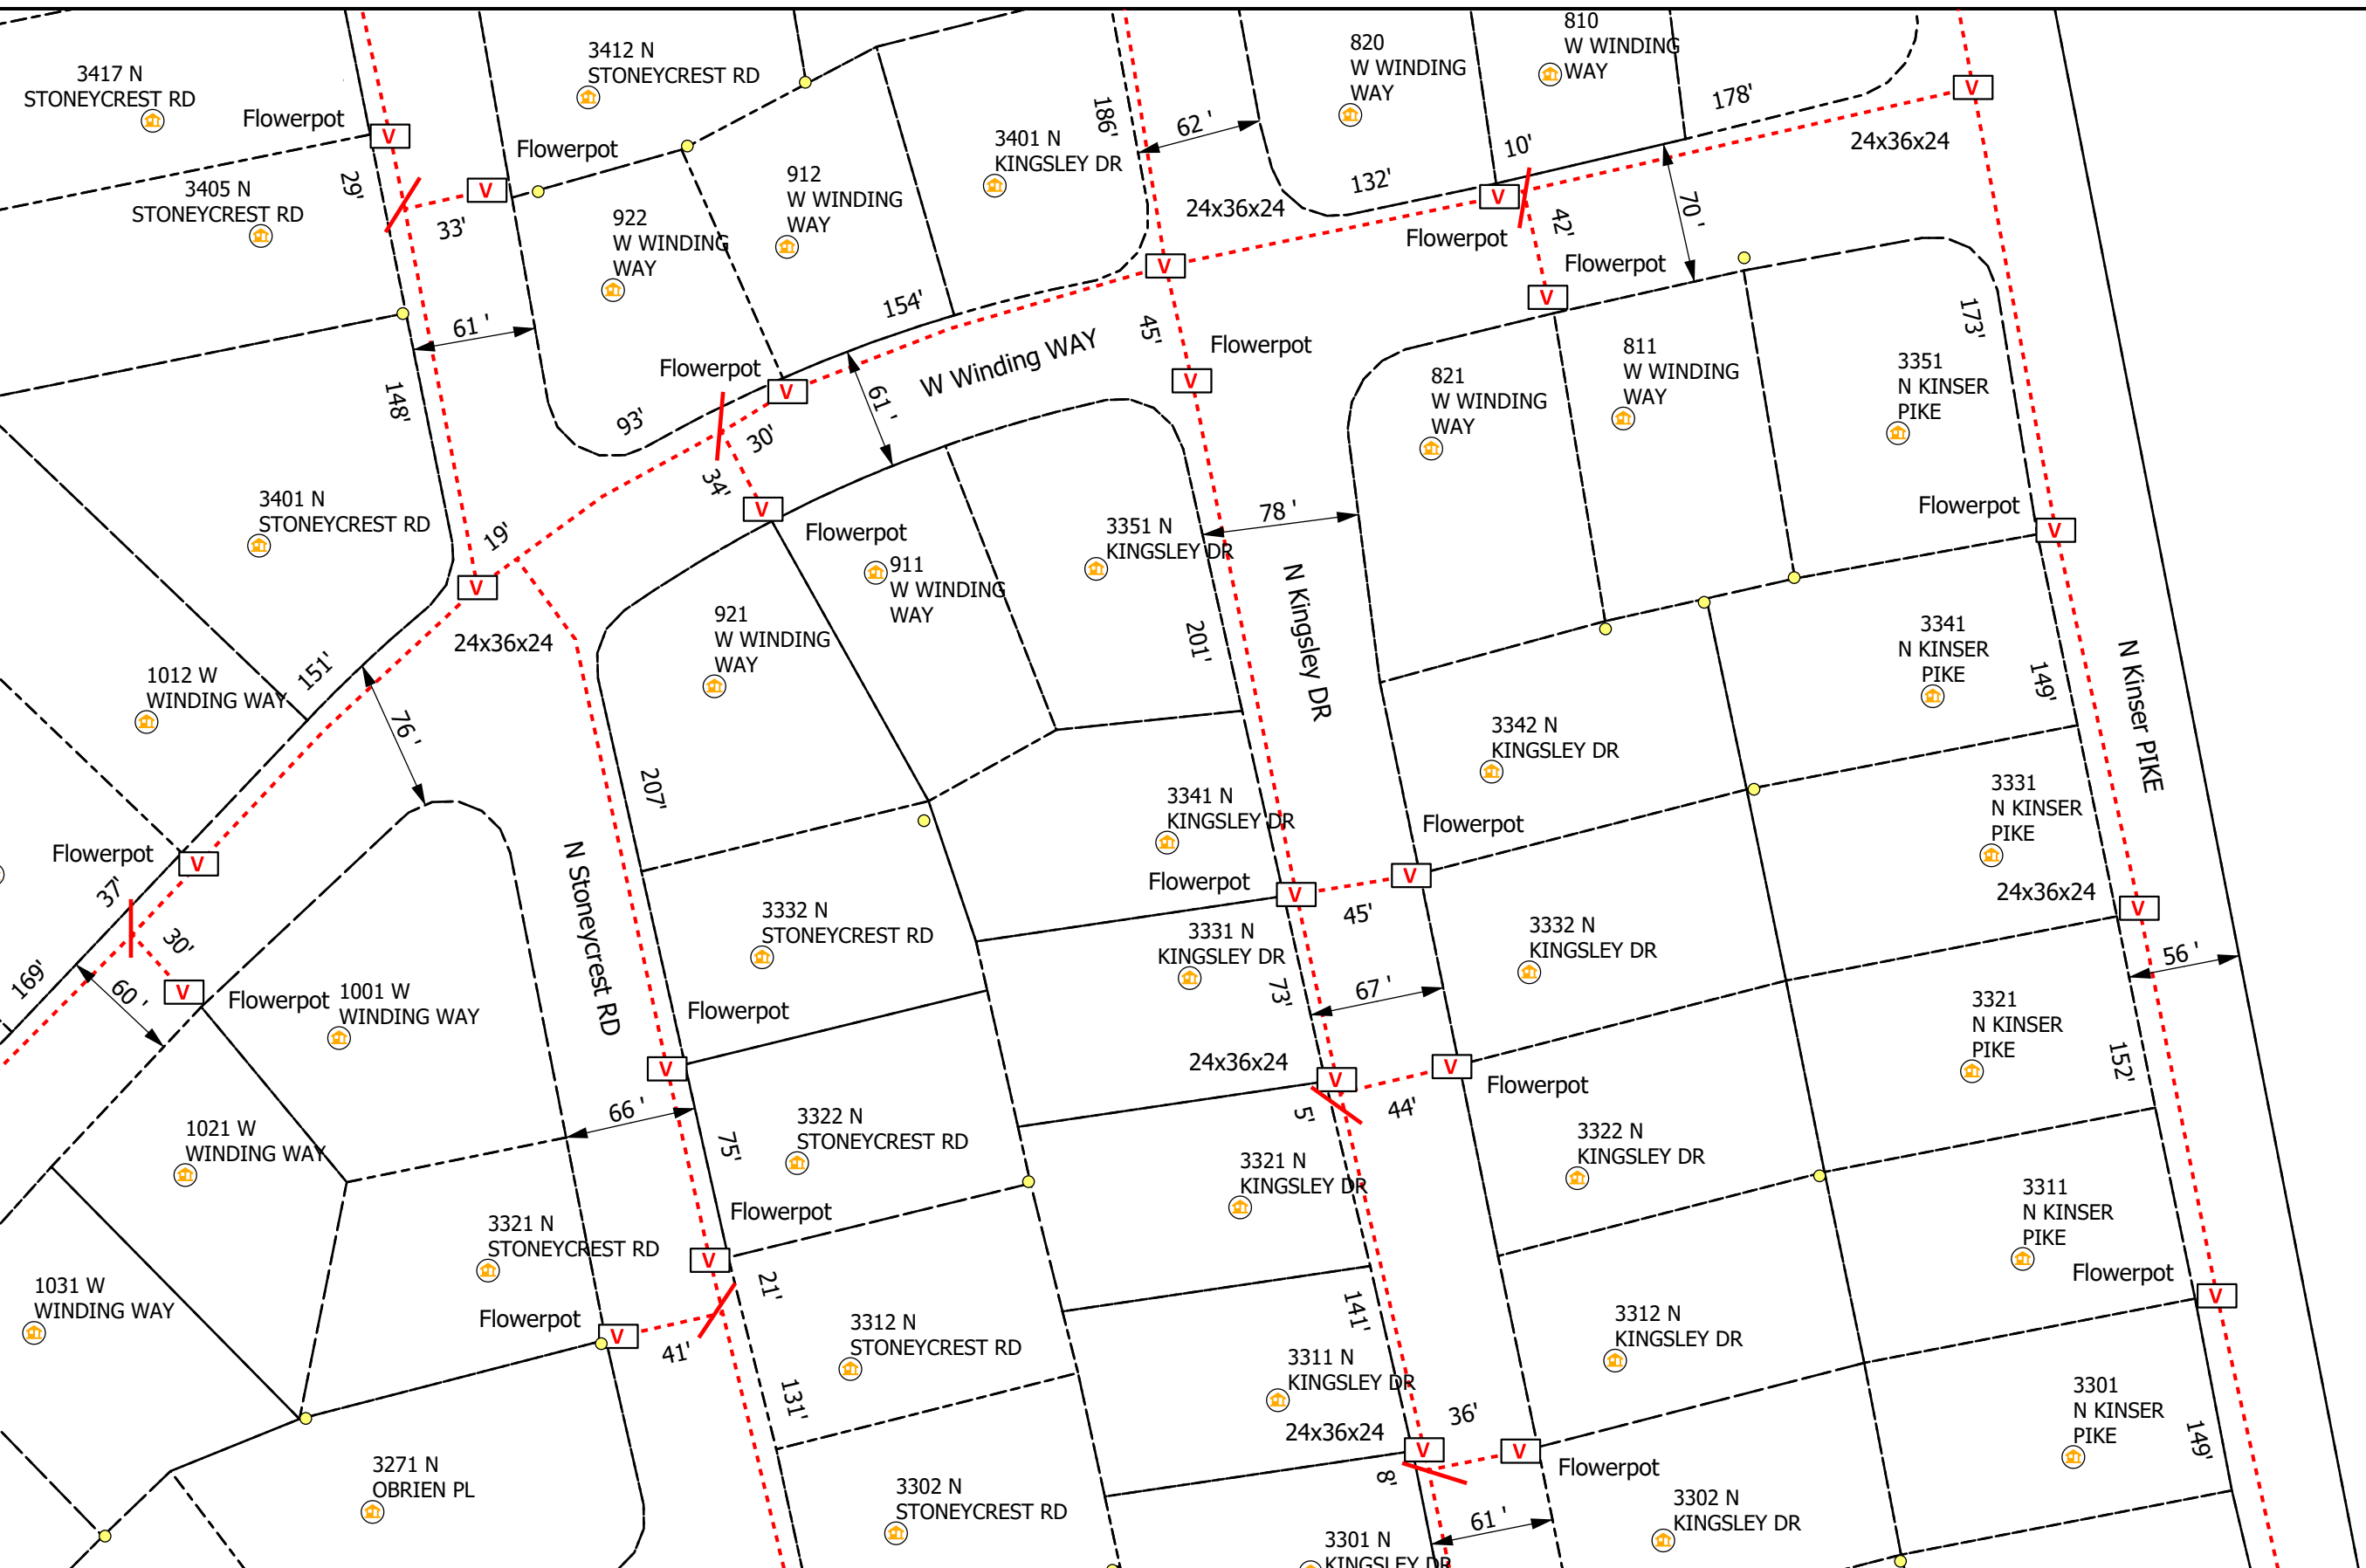 3417 N
STONEYCREST RD
Flowerpot
V
3412 N
STONEYCREST RD
Flowerpot
V
3405 N
STONEYCREST RD
29'
33'
922
W WINDING
WAY
912
W WINDING
WAY
3401 N
KINGSLEY DR
186'
62 '
820
W WINDING
WAY
810
W WINDING
WAY
178'
V
24x36x24
10'
132'
24x36x24
V
Flowerpot
42'
70 '
Flowerpot
V
V
61 '
154'
W Winding WAY
45'
Flowerpot
V
148'
93'
Flowerpot
V
30'
34'
61 '
V
Flowerpot
821
W WINDING
WAY
811
W WINDING
WAY
3351
N KINSER
PIKE
173'
Flowerpot
V
3401 N
STONEYCREST RD
19'
V
24x36x24
911
W WINDING
WAY
3351 N
KINGSLEY DR
78 '
N Kingsley DR
201'
921
W WINDING
WAY
1012 W
WINDING WAY
151'
76 '
3341
N KINSER
PIKE
149'
N Kinser PIKE
3342 N
KINGSLEY DR
207'
N Stoneycrest RD
3341 N
KINGSLEY DR
Flowerpot
V
Flowerpot
V
45'
3331
N KINSER
PIKE
24x36x24
V
56 '
Flowerpot
V
37'
30'
169'
60 '
V
Flowerpot
1001 W
WINDING WAY
3332 N
STONEYCREST RD
3331 N
KINGSLEY DR
73'
67 '
3332 N
KINGSLEY DR
Flowerpot
V
24x36x24
V
5'
44'
V
Flowerpot
3321
N KINSER
PIKE
152'
66 '
75'
3322 N
STONEYCREST RD
1021 W
WINDING WAY
3321 N
KINGSLEY DR
3322 N
KINGSLEY DR
3311
N KINSER
PIKE
Flowerpot
V
Flowerpot
V
21'
3321 N
STONEYCREST RD
Flowerpot
V
41'
1031 W
WINDING WAY
3312 N
STONEYCREST RD
131'
141'
3311 N
KINGSLEY DR
3312 N
KINGSLEY DR
24x36x24
V
36'
V
Flowerpot
8'
61 '
3301
N KINSER
PIKE
149'
3271 N
OBRIEN PL
3302 N
STONEYCREST RD
3301 N
KINGSLEY DR
3302 N
KINGSLEY DR